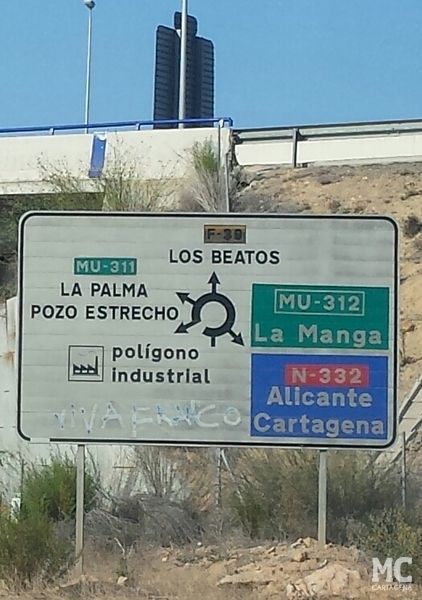 F-39
LOS BEATOS
MU-311
LA PALMA
POZO ESTRECHO
MU-312
La Manga
polígono
industrial
N-332
Alicante
Cartagena
VIVA FRANCO
MC
CARTAGENA